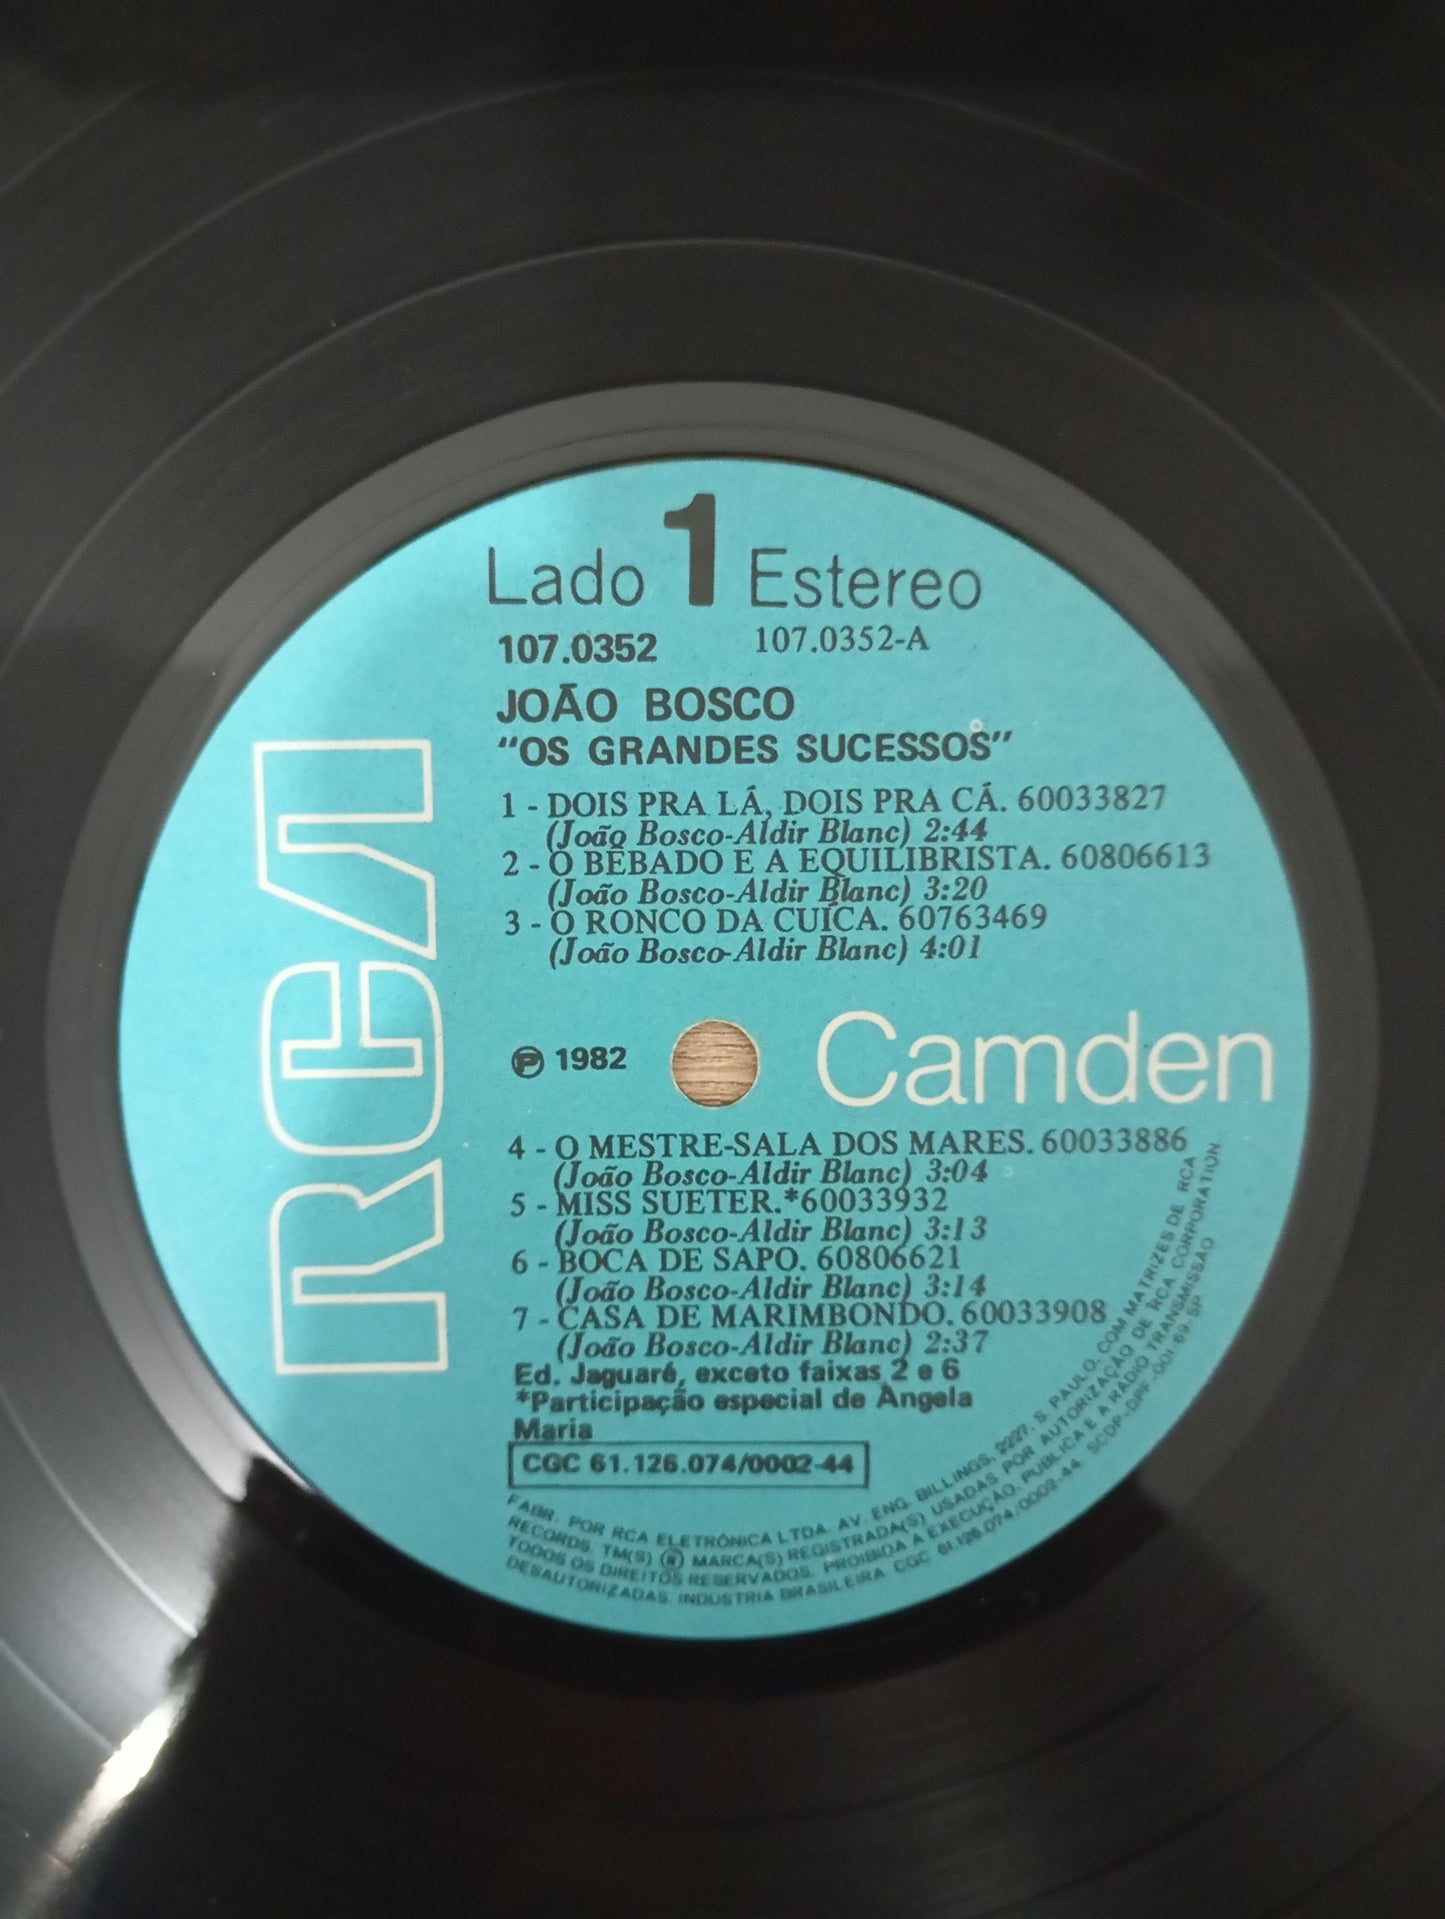 Lado 1 Estereo
107.0352 107.0352-A
JOÃO BOSCO
"OS GRANDES SUCESSOS"
1 - DOIS PRA LÁ, DOIS PRA CÁ. 60033827
(João Bosco-Aldir Blanc) 2:44
2 - O BÊBADO E A EQUILIBRISTA. 60806613
(João Bosco-Aldir Blanc) 3:20
3 - O RONCO DA CUÍCA. 60763469
(João Bosco-Aldir Blanc) 4:01
RCA
℗ 1982
Camden
4 - O MESTRE-SALA DOS MARES. 60033886
(João Bosco-Aldir Blanc) 3:04
5 - MISS SUETER.*60033932
(João Bosco-Aldir Blanc) 3:13
6 - BOCA DE SAPO. 60806621
(João Bosco-Aldir Blanc) 3:14
7 - CASA DE MARIMBONDO. 60033908
(João Bosco-Aldir Blanc) 2:37
Ed. Jaguaré, exceto faixas 2 e 6
*Participação especial de Angela
Maria
CGC 61.126.074/0002-44
FABR. POR RCA ELETRÔNICA LTDA. AV. ENG. BILLINGS, 2227. S. PAULO. COM MATRIZES DE RCA
RECORDS. TM(S) ® MARCA(S) REGISTRADA(S) USADAS POR AUTORIZAÇÃO DE RCA CORPORATION.
TODOS OS DIREITOS RESERVADOS. PROIBIDA A EXECUÇÃO. PÚBLICA E A RÁDIO TRANSMISSÃO
DESAUTORIZADAS. INDÚSTRIA BRASILEIRA CGC 61.126.074/0002-44. SCDP-DPF-001/69-SP.